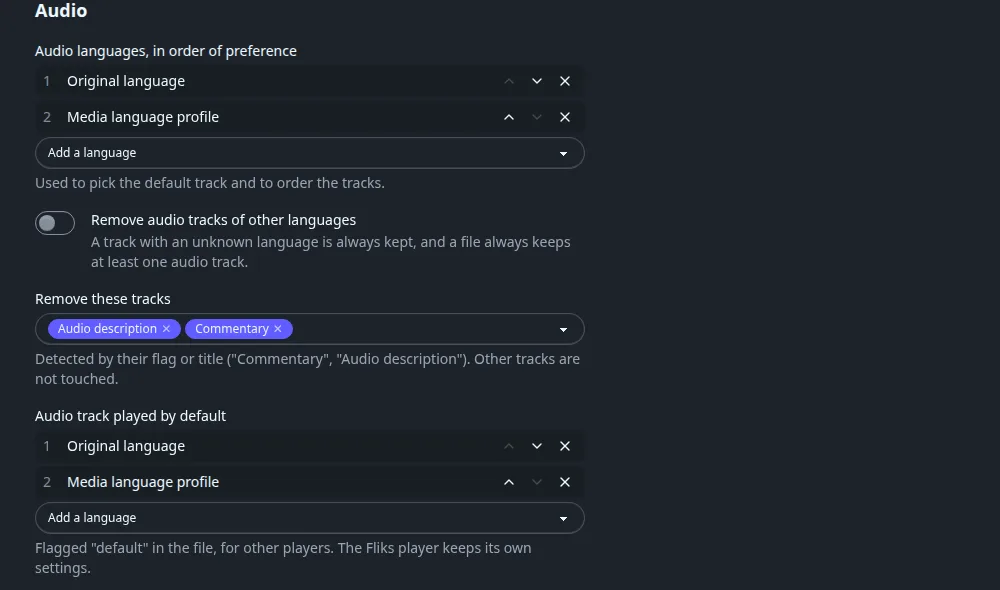 Audio
Audio languages, in order of preference
1 Original language
2 Media language profile
Add a language
Used to pick the default track and to order the tracks.
Remove audio tracks of other languages
A track with an unknown language is always kept, and a file always keeps
at least one audio track.
Remove these tracks
Audio description × Commentary ×
Detected by their flag or title ("Commentary", "Audio description"). Other tracks are
not touched.
Audio track played by default
1 Original language
2 Media language profile
Add a language
Flagged "default" in the file, for other players. The Fliks player keeps its own
settings.